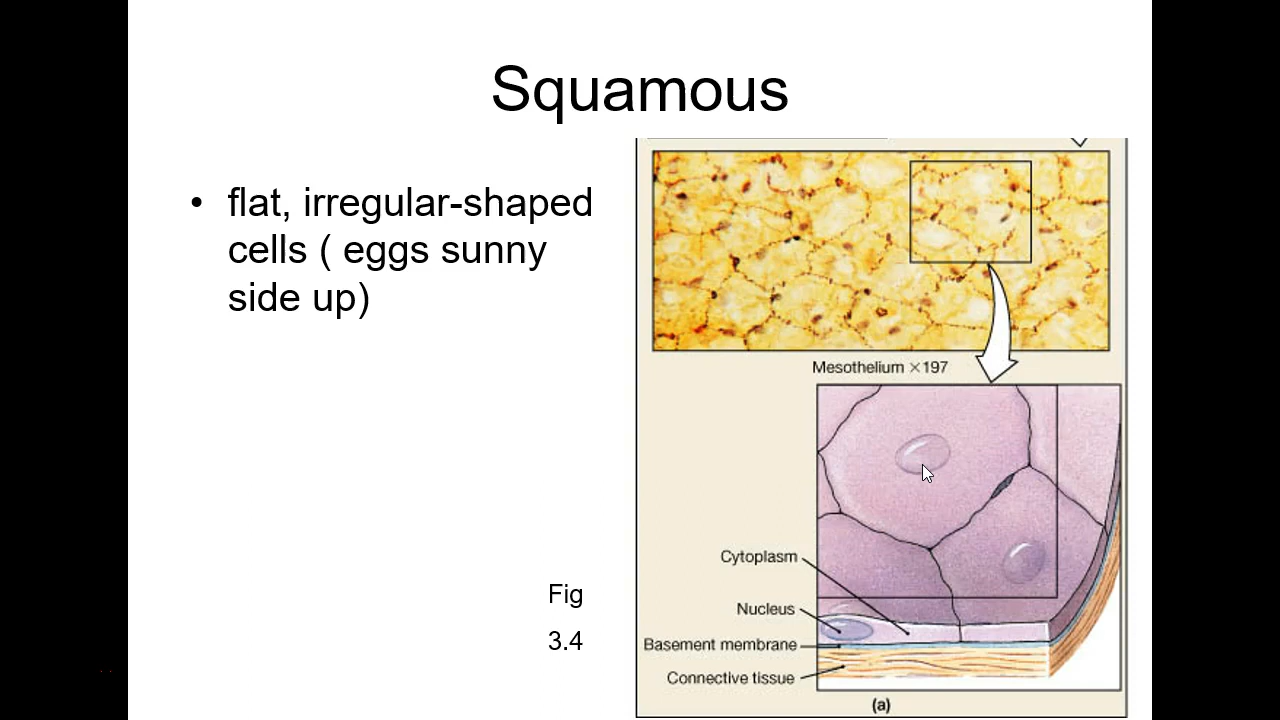 Squamous
• flat, irregular-shaped
cells ( eggs sunny
side up)
Mesothelium ×197
Cytoplasm
Nucleus
Basement membrane
Connective tissue
(a)
Fig
3.4